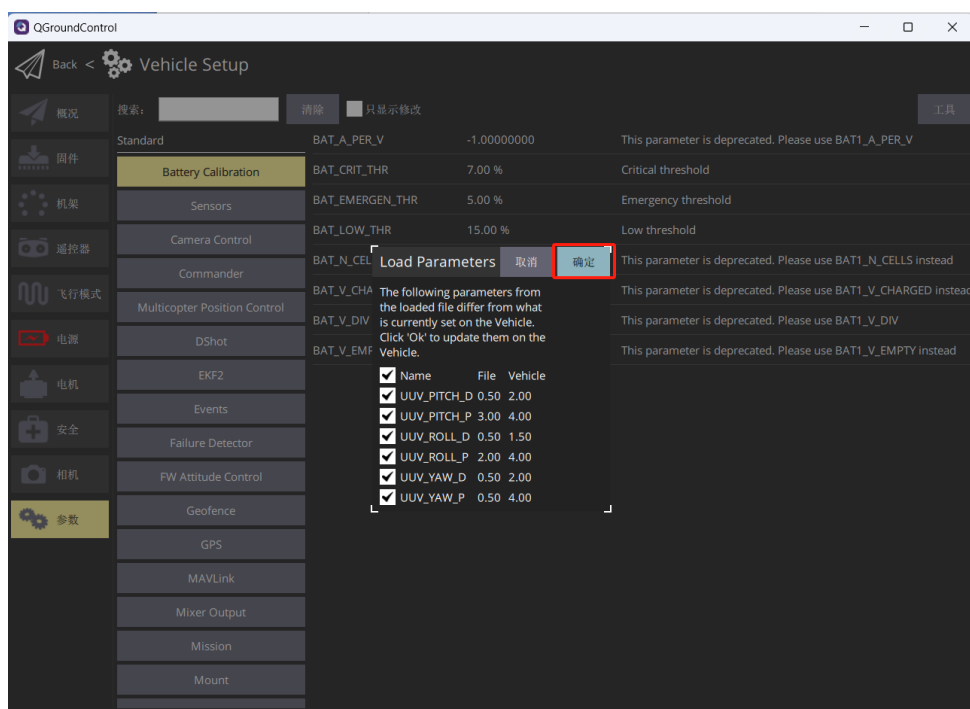 QGroundControl
Back < Vehicle Setup
概况
固件
机架
遥控器
飞行模式
电源
电机
安全
相机
参数
搜索：
清除
只显示修改
工具
Standard
Battery Calibration
Sensors
Camera Control
Commander
Multicopter Position Control
DShot
EKF2
Events
Failure Detector
FW Attitude Control
Geofence
GPS
MAVLink
Mixer Output
Mission
Mount
BAT_A_PER_V -1.00000000 This parameter is deprecated. Please use BAT1_A_PER_V
BAT_CRIT_THR 7.00 % Critical threshold
BAT_EMERGEN_THR 5.00 % Emergency threshold
BAT_LOW_THR 15.00 % Low threshold
BAT_N_CEL This parameter is deprecated. Please use BAT1_N_CELLS instead
BAT_V_CHA This parameter is deprecated. Please use BAT1_V_CHARGED instead
BAT_V_DIV This parameter is deprecated. Please use BAT1_V_DIV
BAT_V_EMP This parameter is deprecated. Please use BAT1_V_EMPTY instead
Load Parameters 取消 确定
The following parameters from
the loaded file differ from what
is currently set on the Vehicle.
Click 'Ok' to update them on the
Vehicle.
Name File Vehicle
UUV_PITCH_D 0.50 2.00
UUV_PITCH_P 3.00 4.00
UUV_ROLL_D 0.50 1.50
UUV_ROLL_P 2.00 4.00
UUV_YAW_D 0.50 2.00
UUV_YAW_P 0.50 4.00